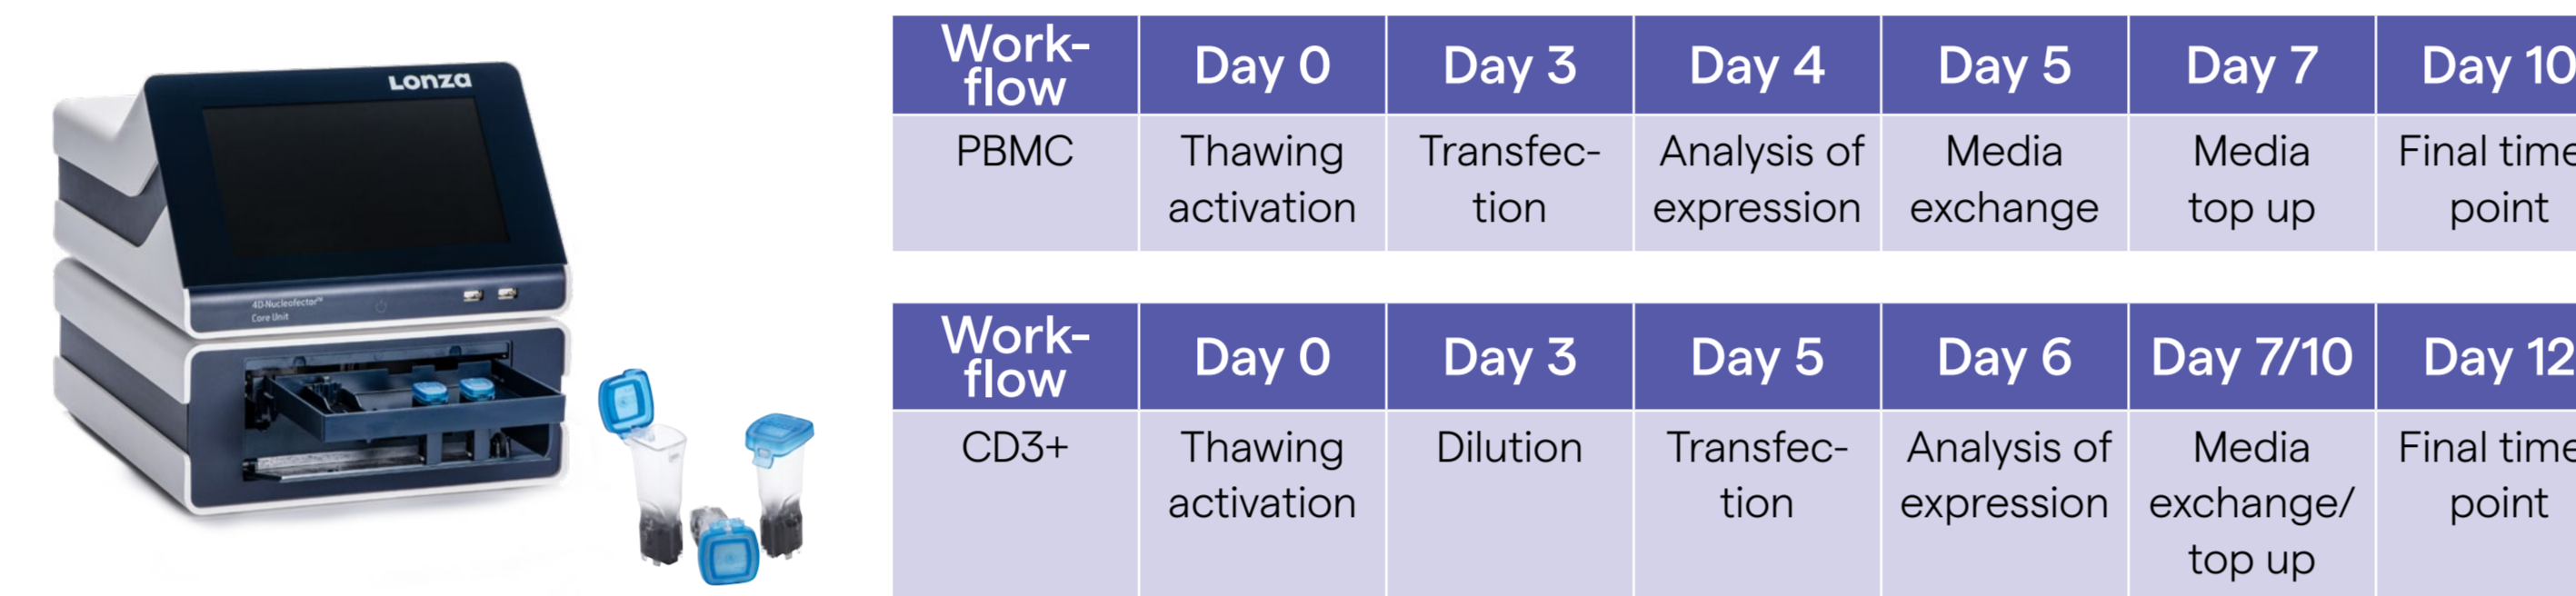 Lonza
4D-Nucleofector™
Core Unit
Work-
flow
Day 0
Day 3
Day 4
Day 5
Day 7
Day 10
PBMC
Thawing
activation
Transfec-
tion
Analysis of
expression
Media
exchange
Media
top up
Final time
point
Work-
flow
Day 0
Day 3
Day 5
Day 6
Day 7/10
Day 12
CD3+
Thawing
activation
Dilution
Transfec-
tion
Analysis of
expression
Media
exchange/
top up
Final time
point